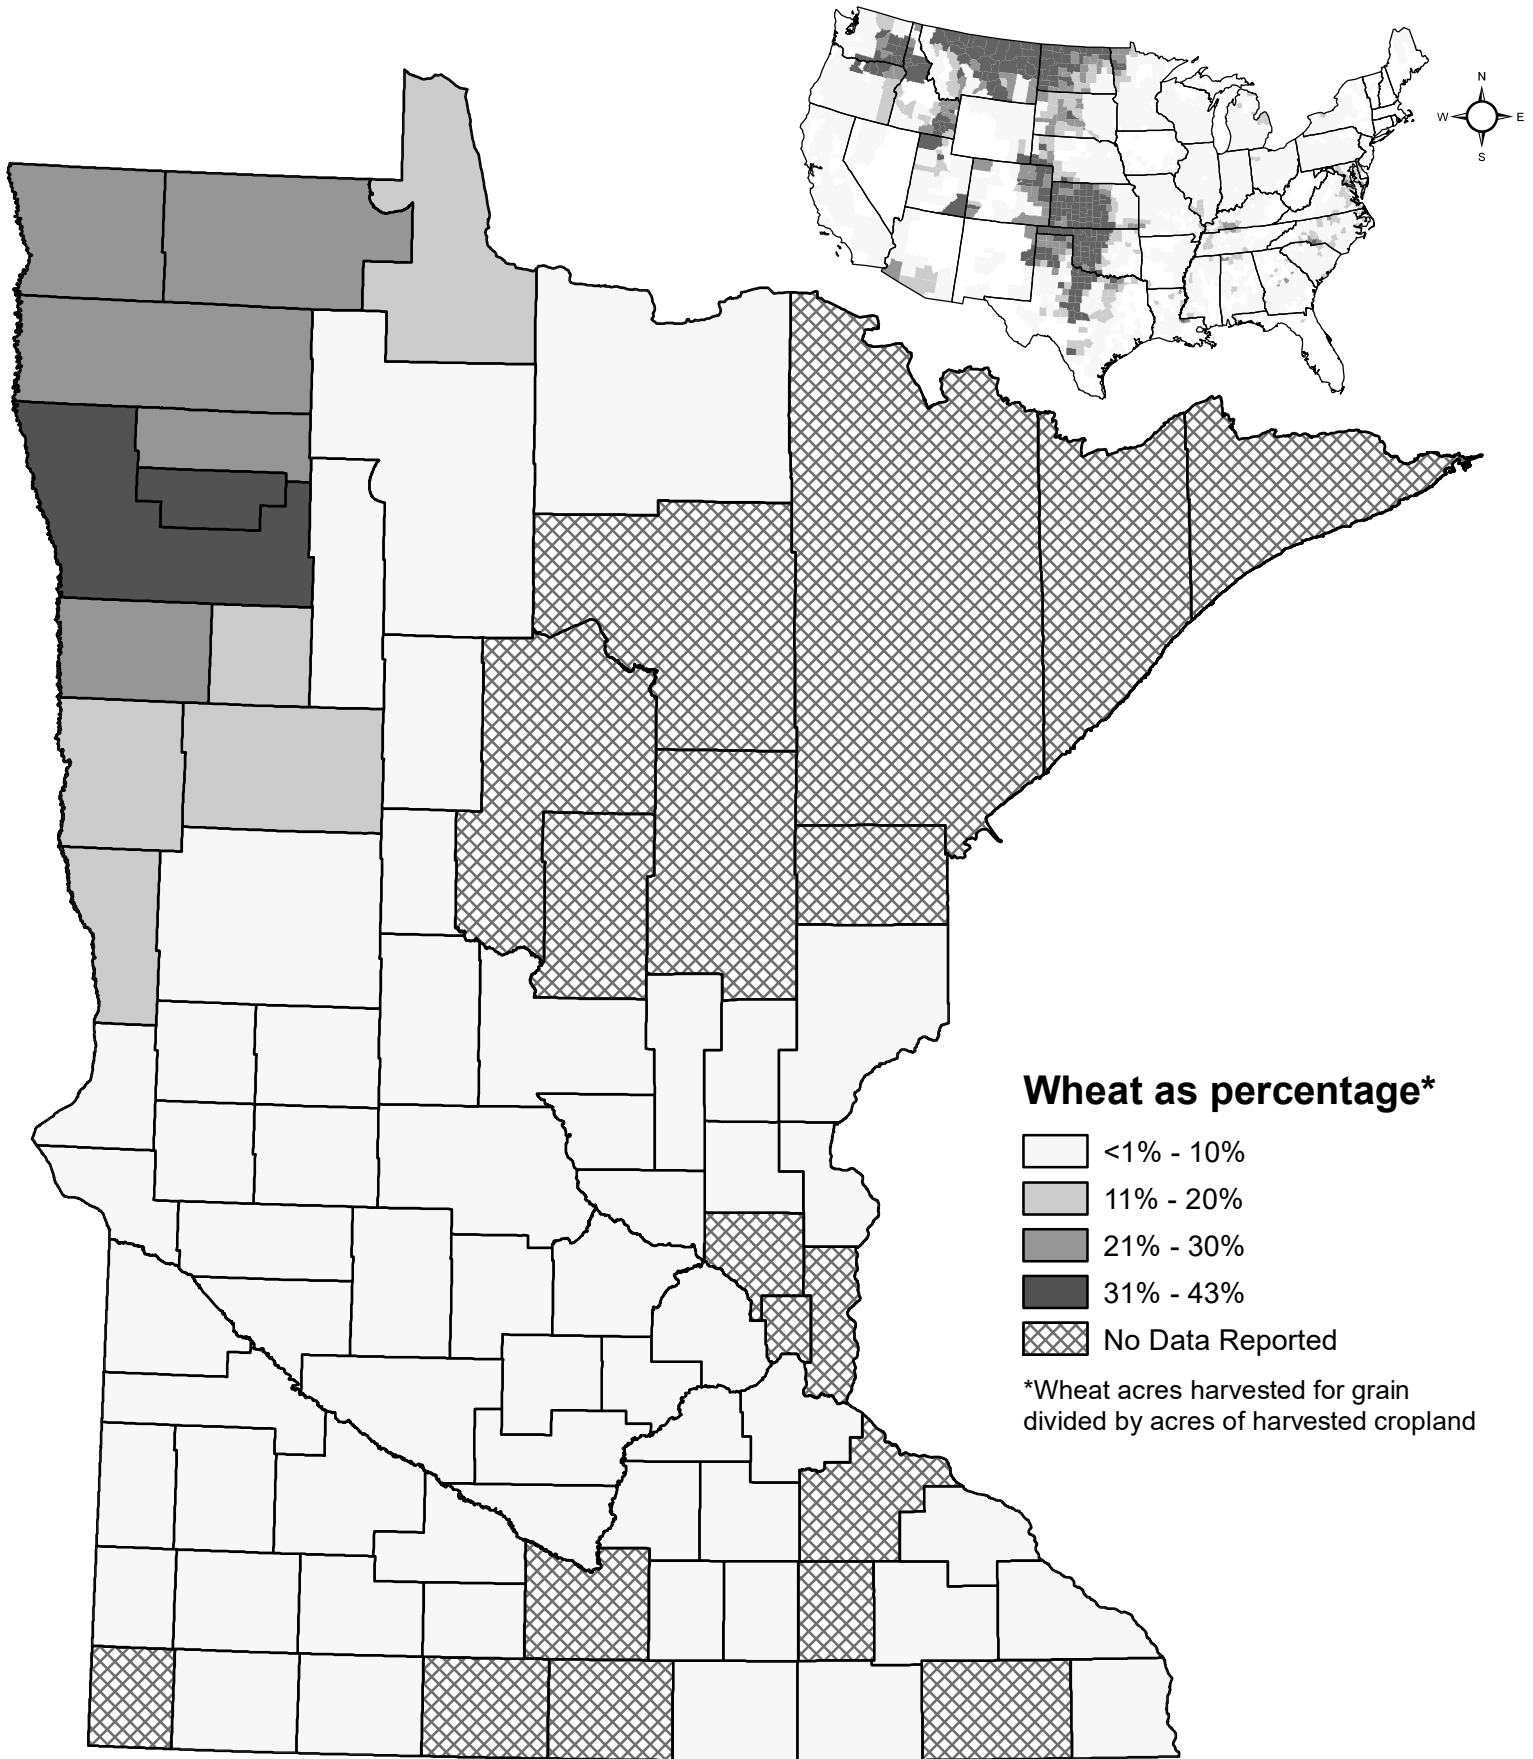 N
W E
S
Wheat as percentage*
<1% - 10%
11% - 20%
21% - 30%
31% - 43%
No Data Reported
*Wheat acres harvested for grain
divided by acres of harvested cropland